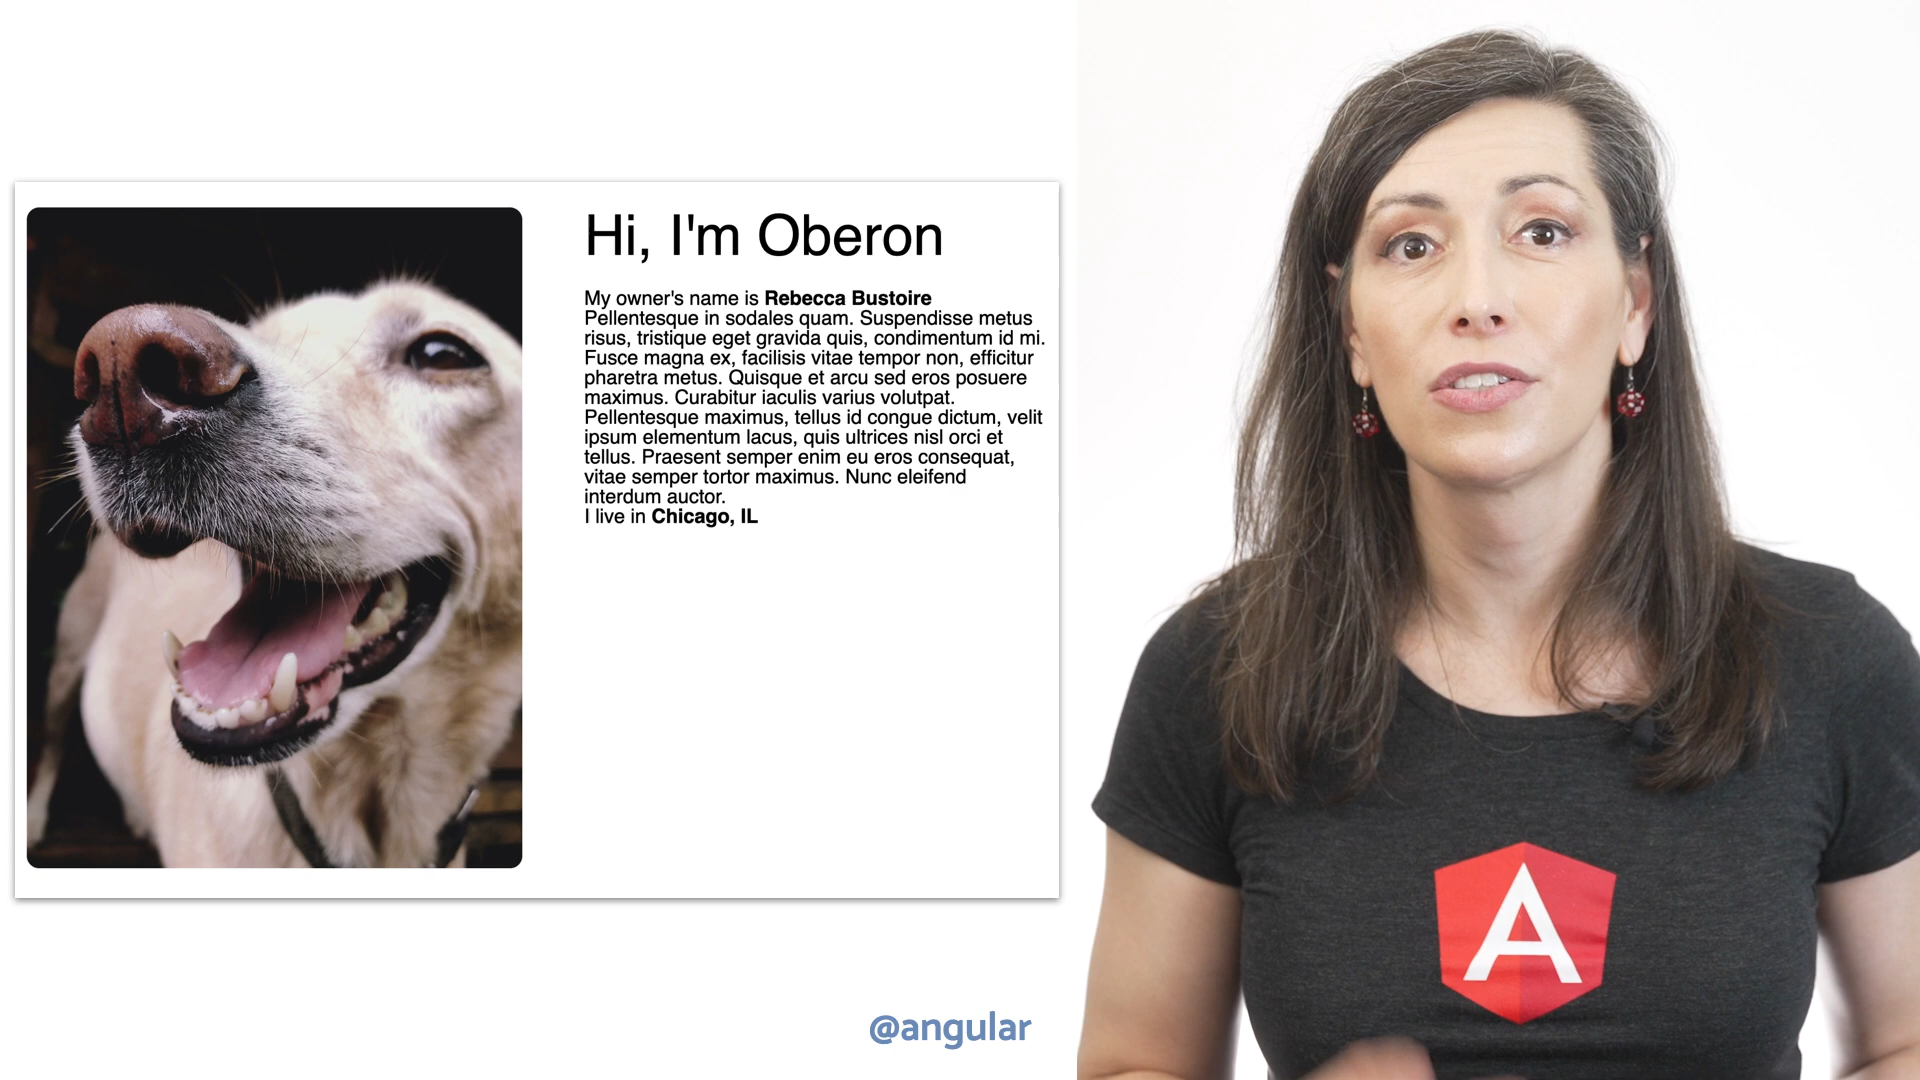 Hi, I'm Oberon
My owner's name is Rebecca Bustoire
Pellentesque in sodales quam. Suspendisse metus
risus, tristique eget gravida quis, condimentum id mi.
Fusce magna ex, facilisis vitae tempor non, efficitur
pharetra metus. Quisque et arcu sed eros posuere
maximus. Curabitur iaculis varius volutpat.
Pellentesque maximus, tellus id congue dictum, velit
ipsum elementum lacus, quis ultrices nisl orci et
tellus. Praesent semper enim eu eros consequat,
vitae semper tortor maximus. Nunc eleifend
interdum auctor.
I live in Chicago, IL
@angular
A